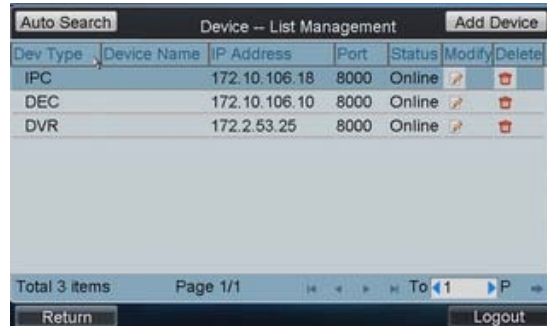 Auto Search Device -- List Management Add Device
Dev Type Device Name IP Address Port Status Modify Delete
IPC 172.10.106.18 8000 Online
DEC 172.10.106.10 8000 Online
DVR 172.2.53.25 8000 Online
Total 3 items Page 1/1 To 1 P
Return Logout